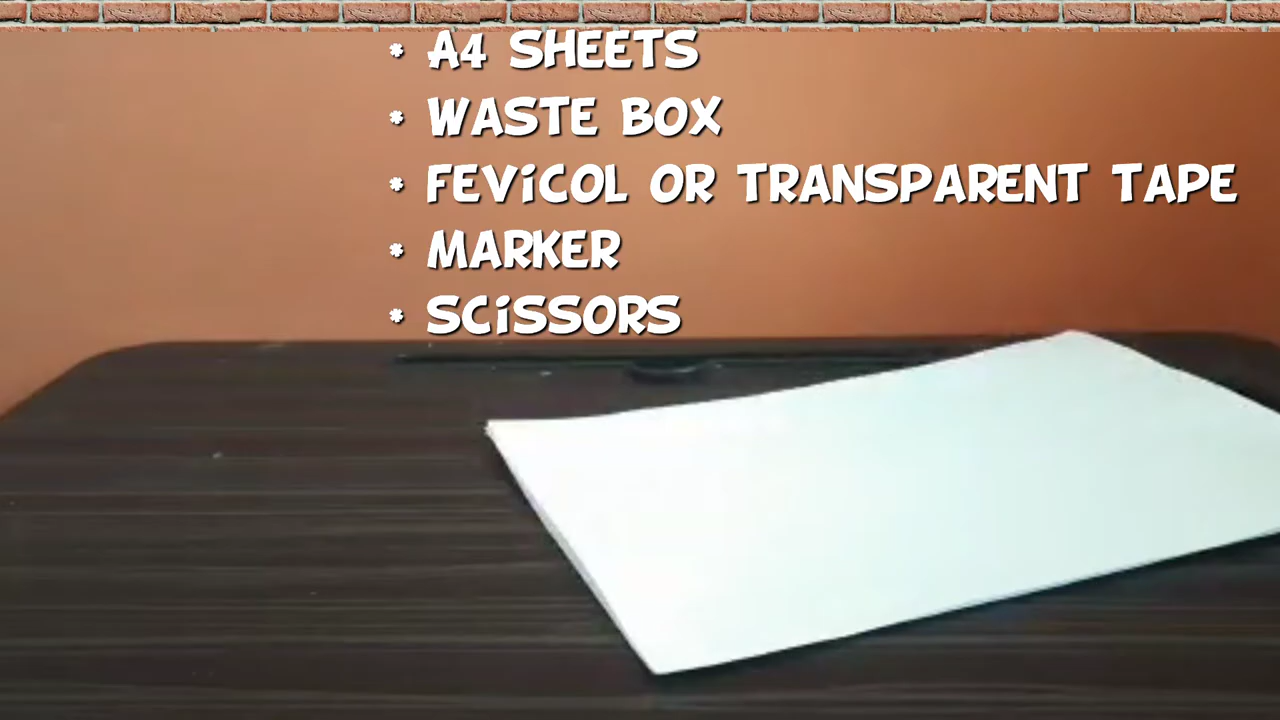 * A4 SHEETS
* WASTE BOX
* FEViCOL OR TRANSPARENT TAPE
* MARKER
* SCiSSORS